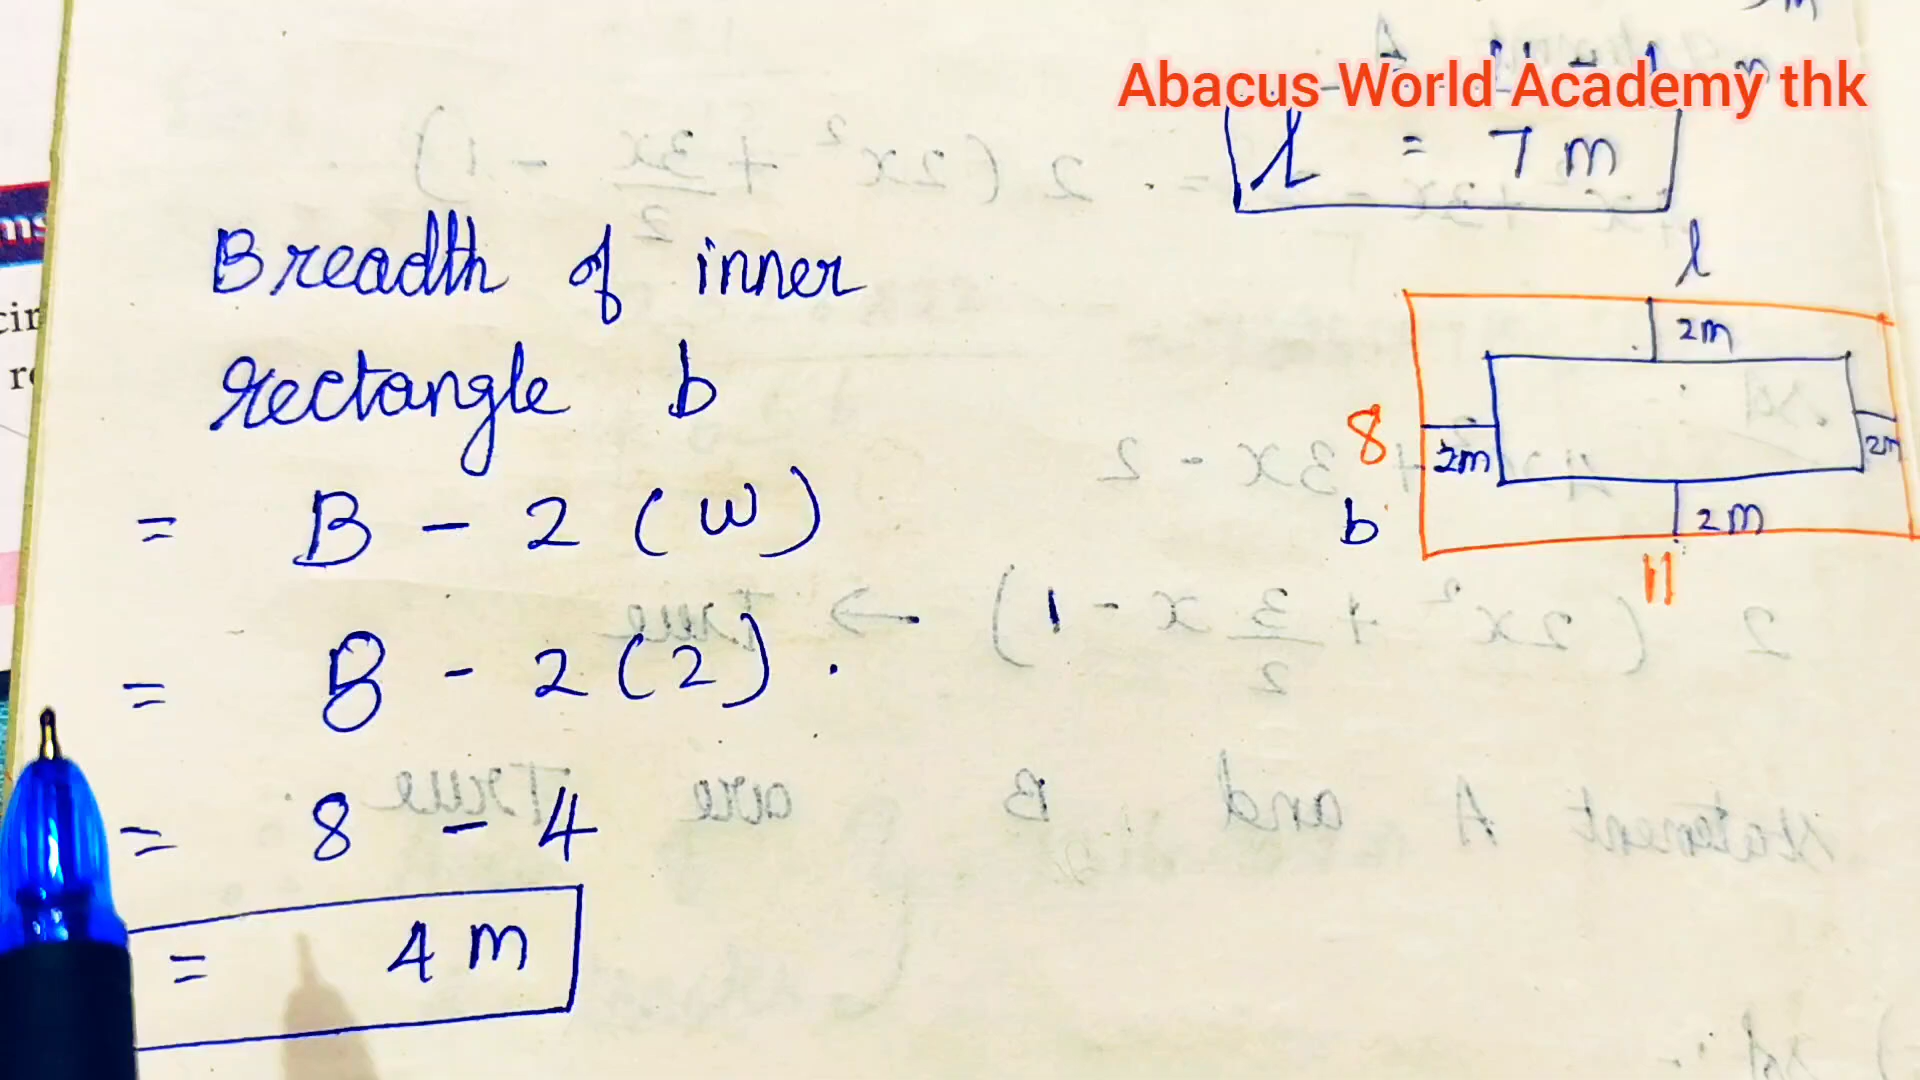 Abacus World Academy thk
l = 7 m
Breadth of inner
rectangle b
= B - 2 (w)
= 8 - 2 (2).
= 8 - 4
= 4 m
l
2m
8
2m
2m
b
2m
11